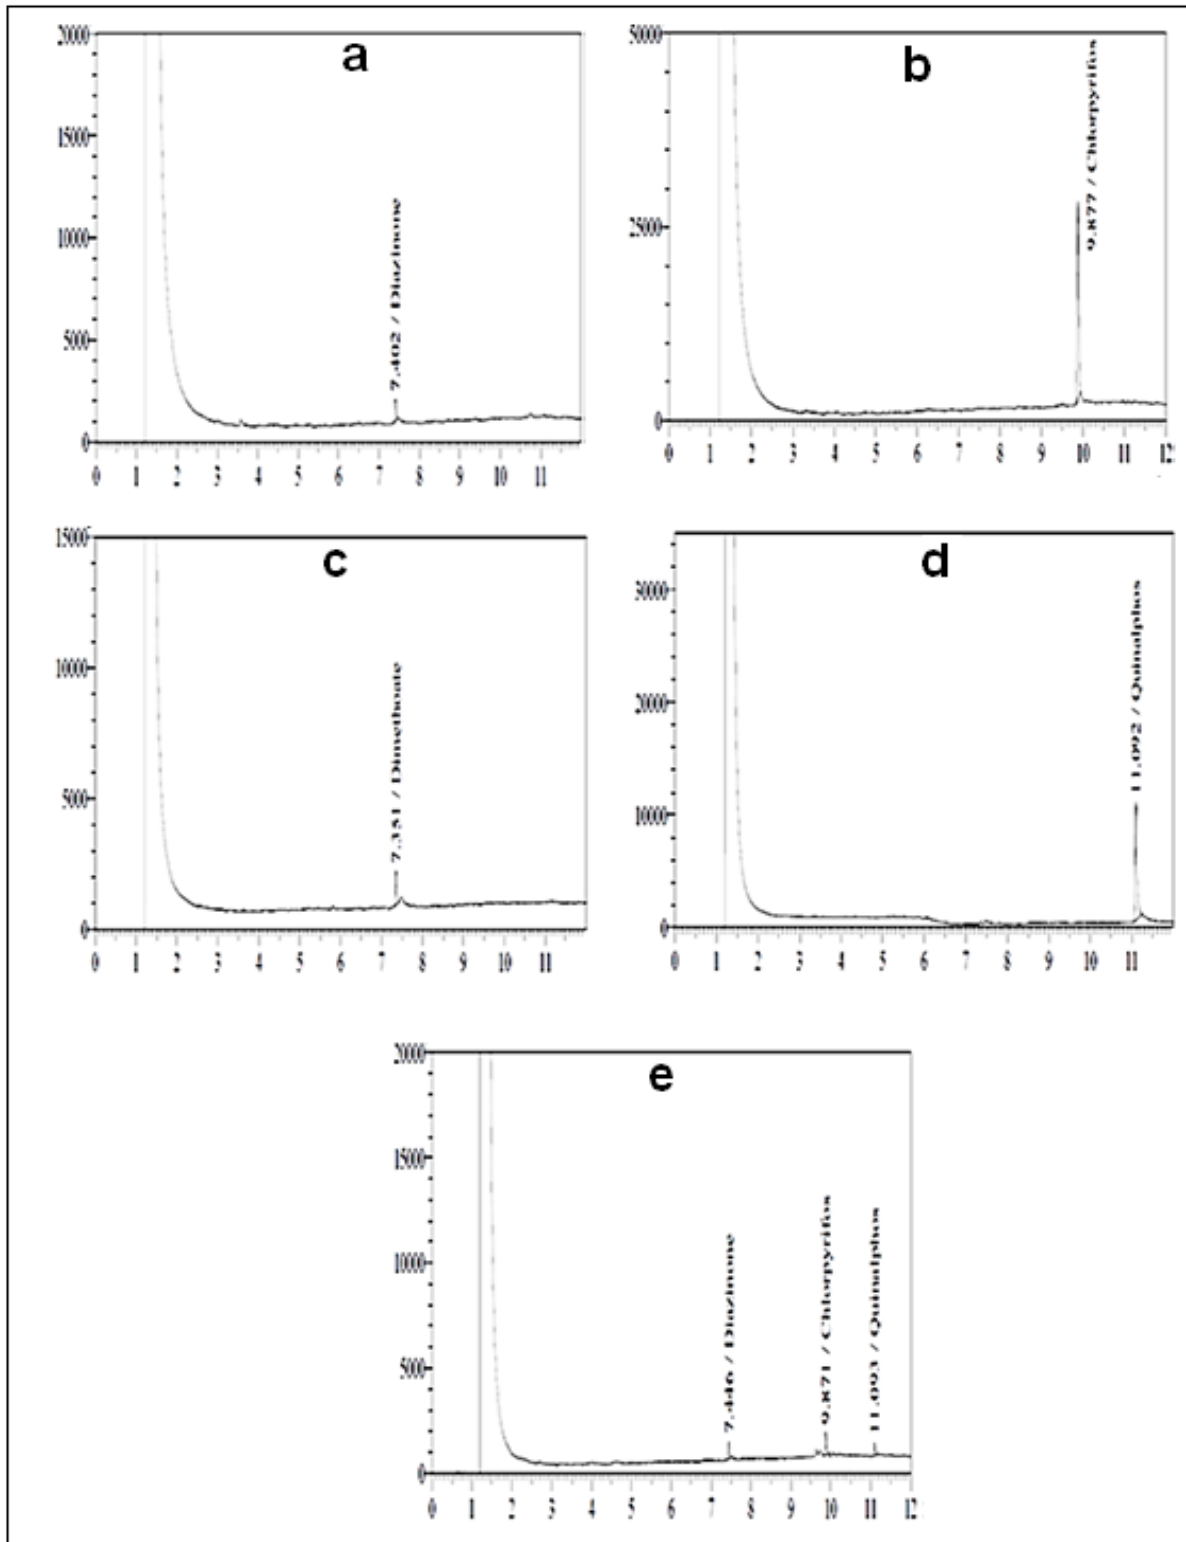 a
20000
15000
10000
5000
0
7.402 / Diazinone
0 1 2 3 4 5 6 7 8 9 10 11
b
50000
25000
0
9.877 / Chlorpyrifos
0 1 2 3 4 5 6 7 8 9 10 11 12
c
15000
10000
5000
0
7.351 / Dimethoate
0 1 2 3 4 5 6 7 8 9 10 11
d
30000
20000
10000
0
11.092 / Quinalphos
0 1 2 3 4 5 6 7 8 9 10 11
e
20000
15000
10000
5000
0
7.446 / Diazinone
9.871 / Chlorpyrifos
11.093 / Quinalphos
0 1 2 3 4 5 6 7 8 9 10 11 12